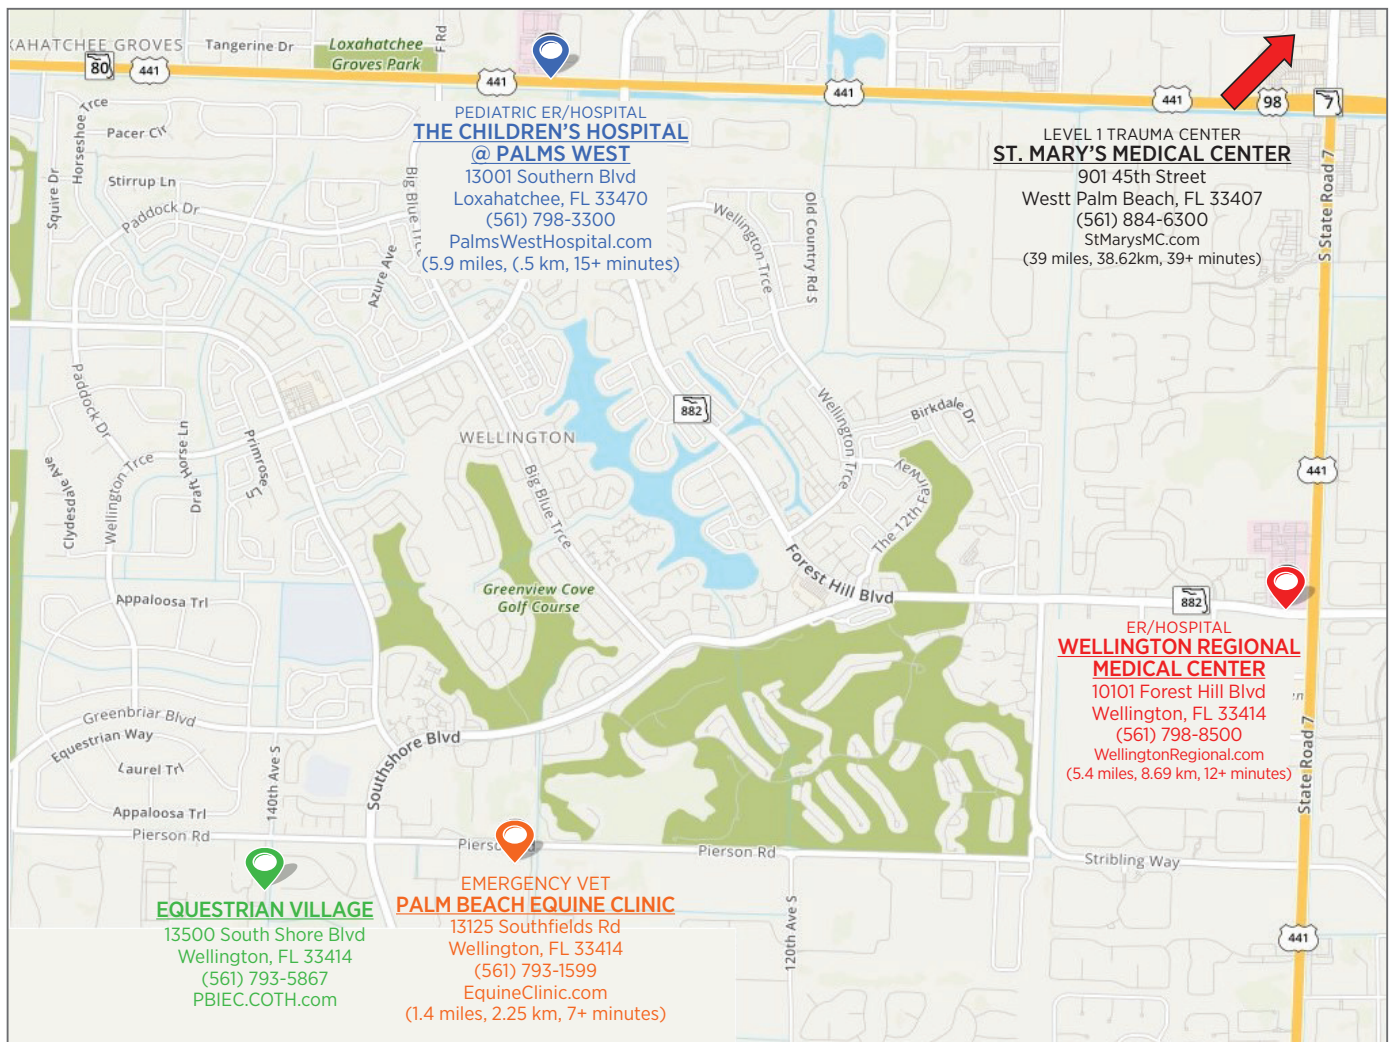 XAHATCHEE GROVES
Tangerine Dr
Loxahatchee
Groves Park
F Rd
80
441
441
441
441
98
7
Horseshoe Trce
Pacer Cir
Squire Dr
Stirrup Ln
Paddock Dr
Azure Ave
PEDIATRIC ER/HOSPITAL
THE CHILDREN'S HOSPITAL
@ PALMS WEST
13001 Southern Blvd
Loxahatchee, FL 33470
(561) 798-3300
PalmsWestHospital.com
(5.9 miles, (.5 km, 15+ minutes)
Big Blue Trce
Wellington Trce
Old Country Rd S
LEVEL 1 TRAUMA CENTER
ST. MARY'S MEDICAL CENTER
901 45th Street
Westt Palm Beach, FL 33407
(561) 884-6300
StMarysMC.com
(39 miles, 38.62km, 39+ minutes)
S State Road 7
Paddock Dr
Clydesdale Ave
Wellington Trce
Draft Horse Ln
Primrose Ln
WELLINGTON
Big Blue Trce
882
Wellington Trce
Birkdale Dr
The 12th Fairway
441
Forest Hill Blvd
Greenview Cove
Golf Course
882
Appaloosa Trl
ER/HOSPITAL
WELLINGTON REGIONAL
MEDICAL CENTER
10101 Forest Hill Blvd
Wellington, FL 33414
(561) 798-8500
WellingtonRegional.com
(5.4 miles, 8.69 km, 12+ minutes)
State Road 7
Greenbriar Blvd
Equestrian Way
Laurel Trl
140th Ave S
Southshore Blvd
Appaloosa Trl
Pierson Rd
Pierson Rd
Pierson Rd
Stribling Way
120th Ave S
441
EQUESTRIAN VILLAGE
13500 South Shore Blvd
Wellington, FL 33414
(561) 793-5867
PBIEC.COTH.com
EMERGENCY VET
PALM BEACH EQUINE CLINIC
13125 Southfields Rd
Wellington, FL 33414
(561) 793-1599
EquineClinic.com
(1.4 miles, 2.25 km, 7+ minutes)